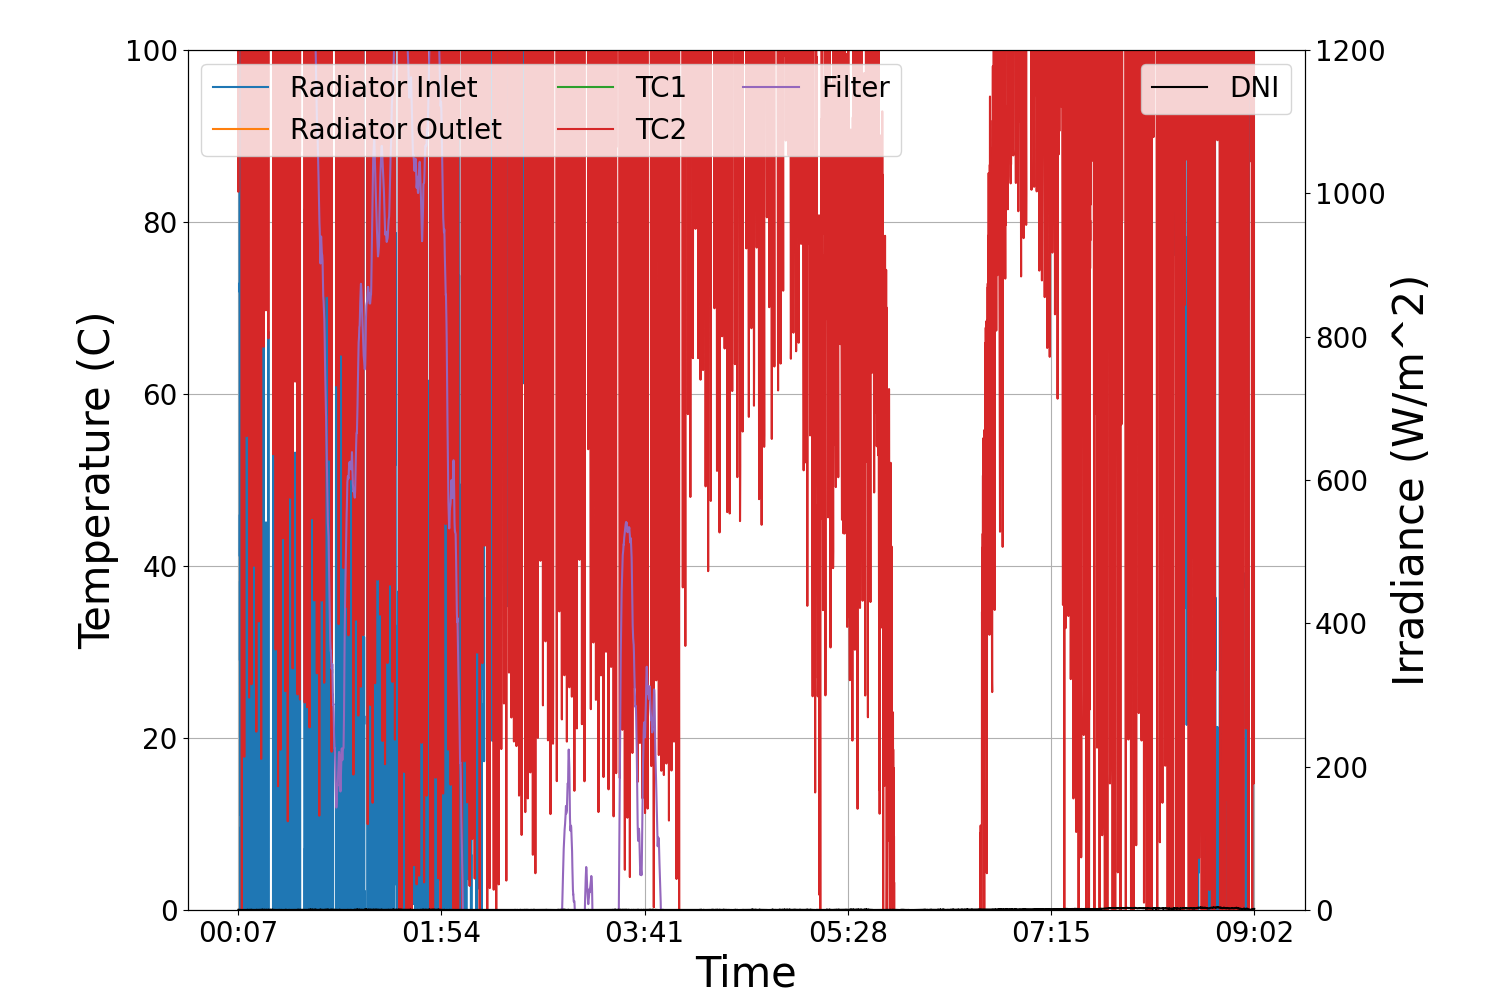 100
80
60
40
20
0
1200
1000
800
600
400
200
0
Radiator Inlet
Radiator Outlet
TC1
TC2
Filter
DNI
Temperature (C)
Irradiance (W/m^2)
00:07
01:54
03:41
05:28
07:15
09:02
Time